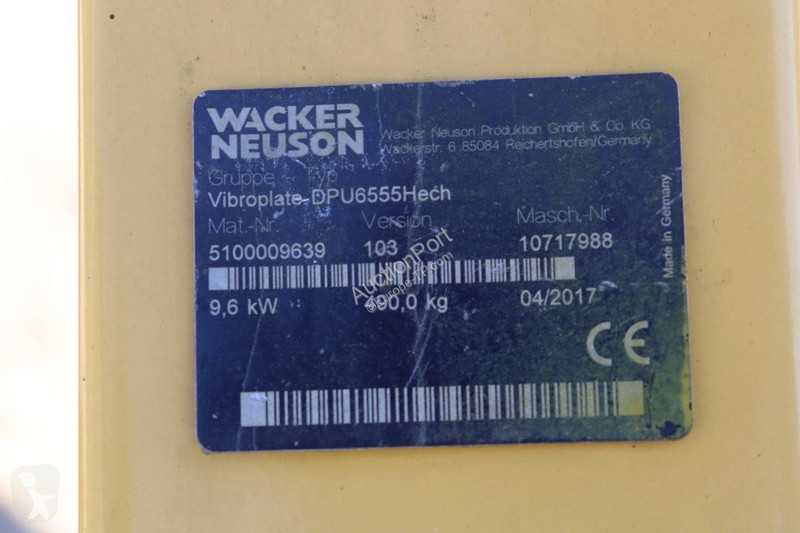 WACKER
NEUSON
Wacker Neuson Produktion GmbH & Co. KG
Wackerstr. 6 85084 Reichertshofen/Germany
Gruppe Typ
Vibroplate-DPU6555Hech
Mat.-Nr. Version Masch.-Nr.
5100009639 103 10717988
9,6 kW 490,0 kg 04/2017
CE
Made in Germany
AuctionPort